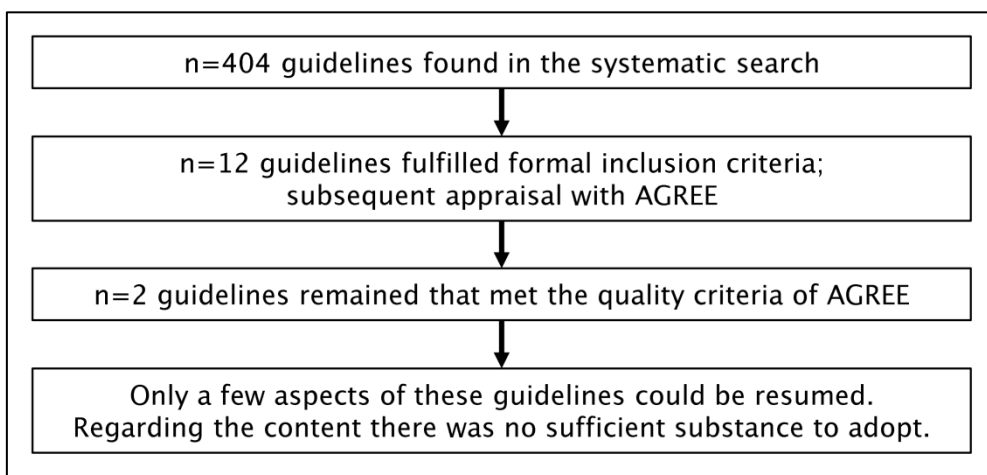 n=404 guidelines found in the systematic search
n=12 guidelines fulfilled formal inclusion criteria;
subsequent appraisal with AGREE
n=2 guidelines remained that met the quality criteria of AGREE
Only a few aspects of these guidelines could be resumed.
Regarding the content there was no sufficient substance to adopt.